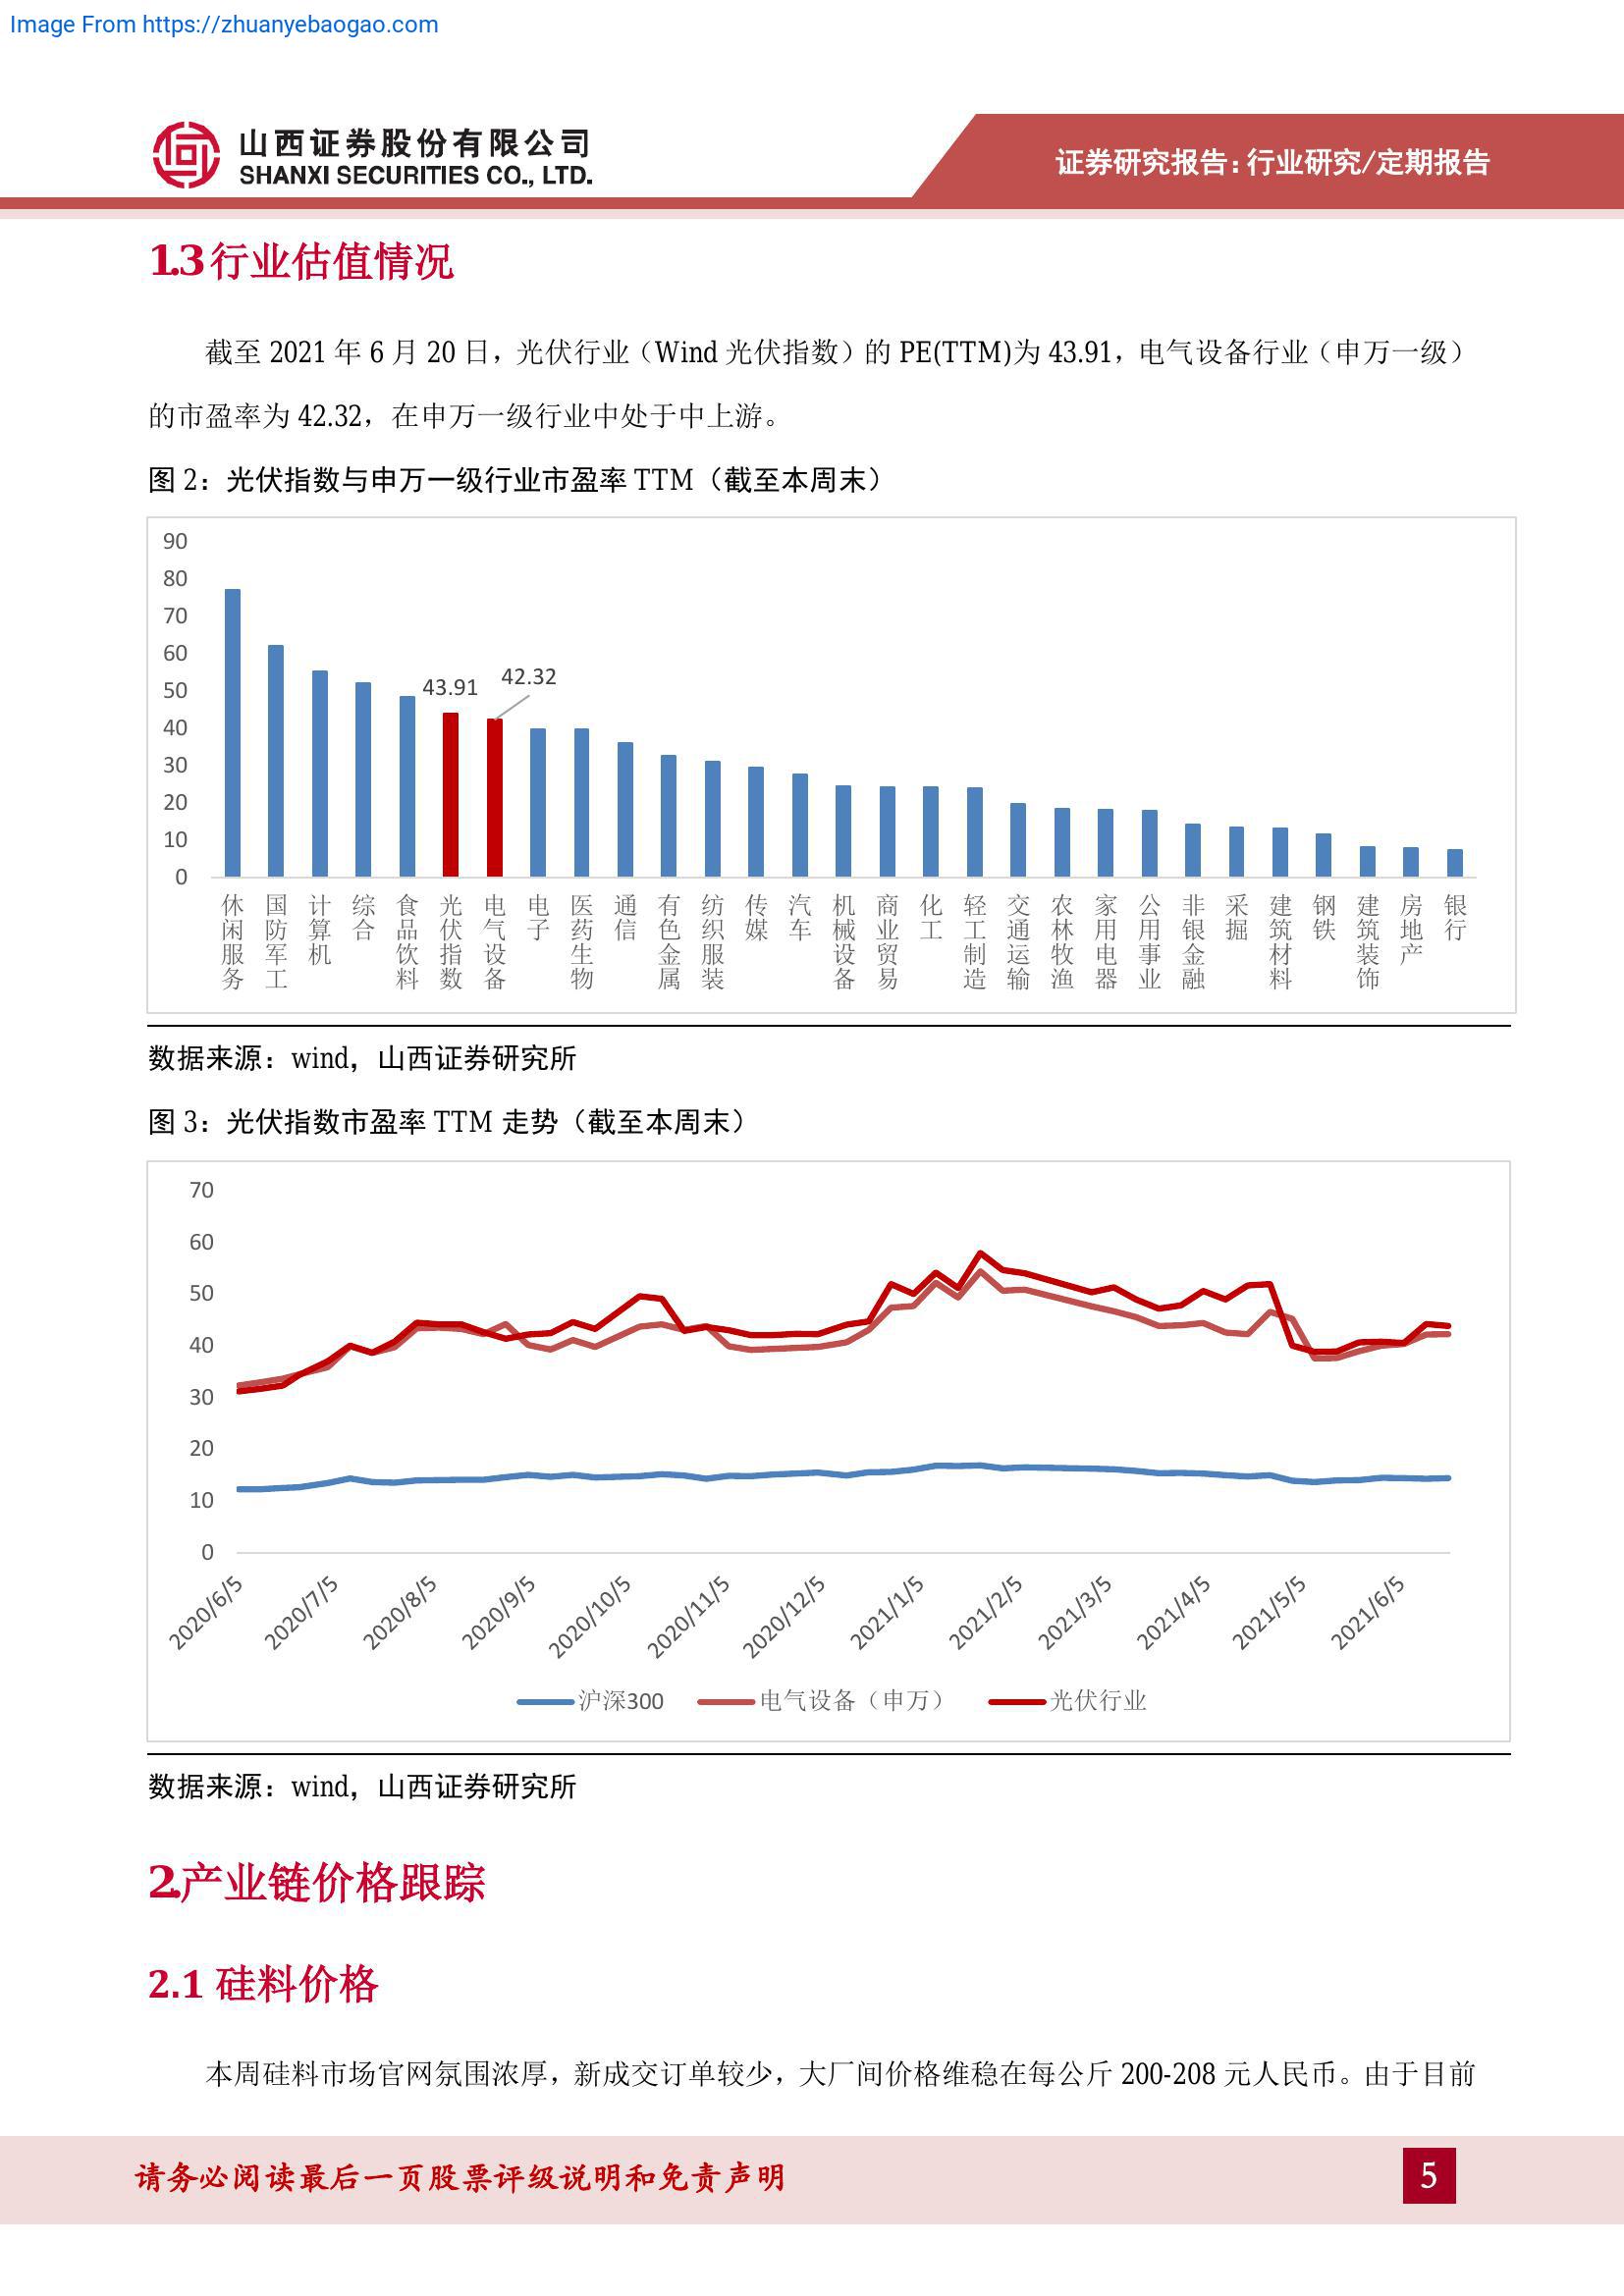 Image From https://zhuanyebaogao.com
山西证券股份有限公司
SHANXI SECURITIES CO., LTD.
证券研究报告:行业研究/定期报告
1.3行业估值情况
截至 2021 年 6 月 20 日，光伏行业（Wind 光伏指数）的 PE(TTM)为 43.91，电气设备行业（申万一级）
的市盈率为 42.32，在申万一级行业中处于中上游。
图 2：光伏指数与申万一级行业市盈率 TTM（截至本周末）
90
80
70
60
50
40
30
20
10
0
43.91
42.32
休闲服务
国防军工
计算机
综合
食品饮料
光伏指数
电气设备
电子
医药生物
通信
有色金属
纺织服装
传媒
汽车
机械设备
商业贸易
化工
轻工制造
交通运输
农林牧渔
家用电器
公用事业
非银金融
采掘
建筑材料
钢铁
建筑装饰
房地产
银行
数据来源：wind，山西证券研究所
图 3：光伏指数市盈率 TTM 走势（截至本周末）
70
60
50
40
30
20
10
0
2020/6/5
2020/7/5
2020/8/5
2020/9/5
2020/10/5
2020/11/5
2020/12/5
2021/1/5
2021/2/5
2021/3/5
2021/4/5
2021/5/5
2021/6/5
沪深300
电气设备（申万）
光伏行业
数据来源：wind，山西证券研究所
2.产业链价格跟踪
2.1 硅料价格
本周硅料市场官网氛围浓厚，新成交订单较少，大厂间价格维稳在每公斤 200-208 元人民币。由于目前
请务必阅读最后一页股票评级说明和免责声明
5